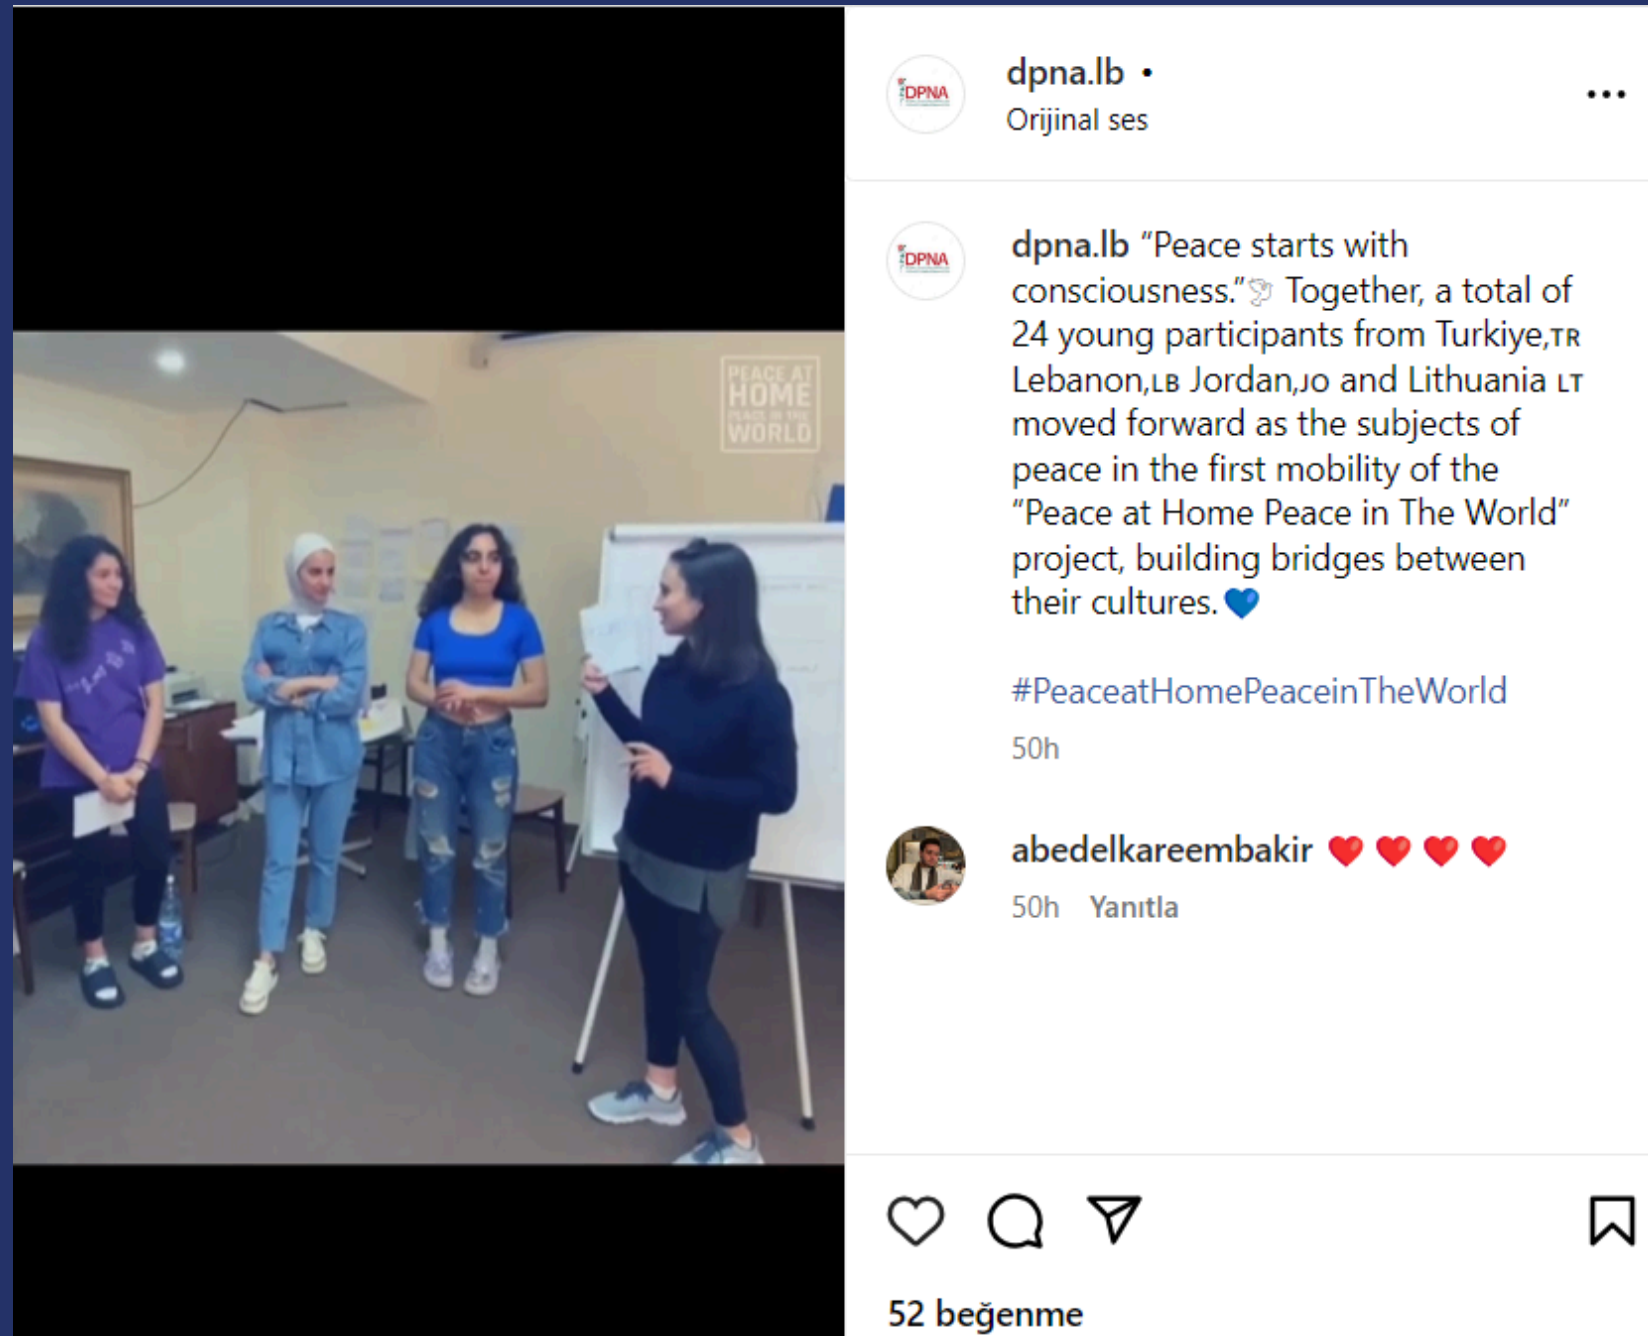 PEACE AT
HOME
PEACE IN THE
WORLD
DPNA
dpna.lb •
Orijinal ses
DPNA
dpna.lb “Peace starts with
consciousness.”🕊 Together, a total of
24 young participants from Turkiye,TR
Lebanon,LB Jordan,JO and Lithuania LT
moved forward as the subjects of
peace in the first mobility of the
“Peace at Home Peace in The World”
project, building bridges between
their cultures.💙
#PeaceatHomePeaceinTheWorld
50h
abedelkareembakir ❤️ ❤️ ❤️ ❤️
50h Yanıtla
52 beğenme